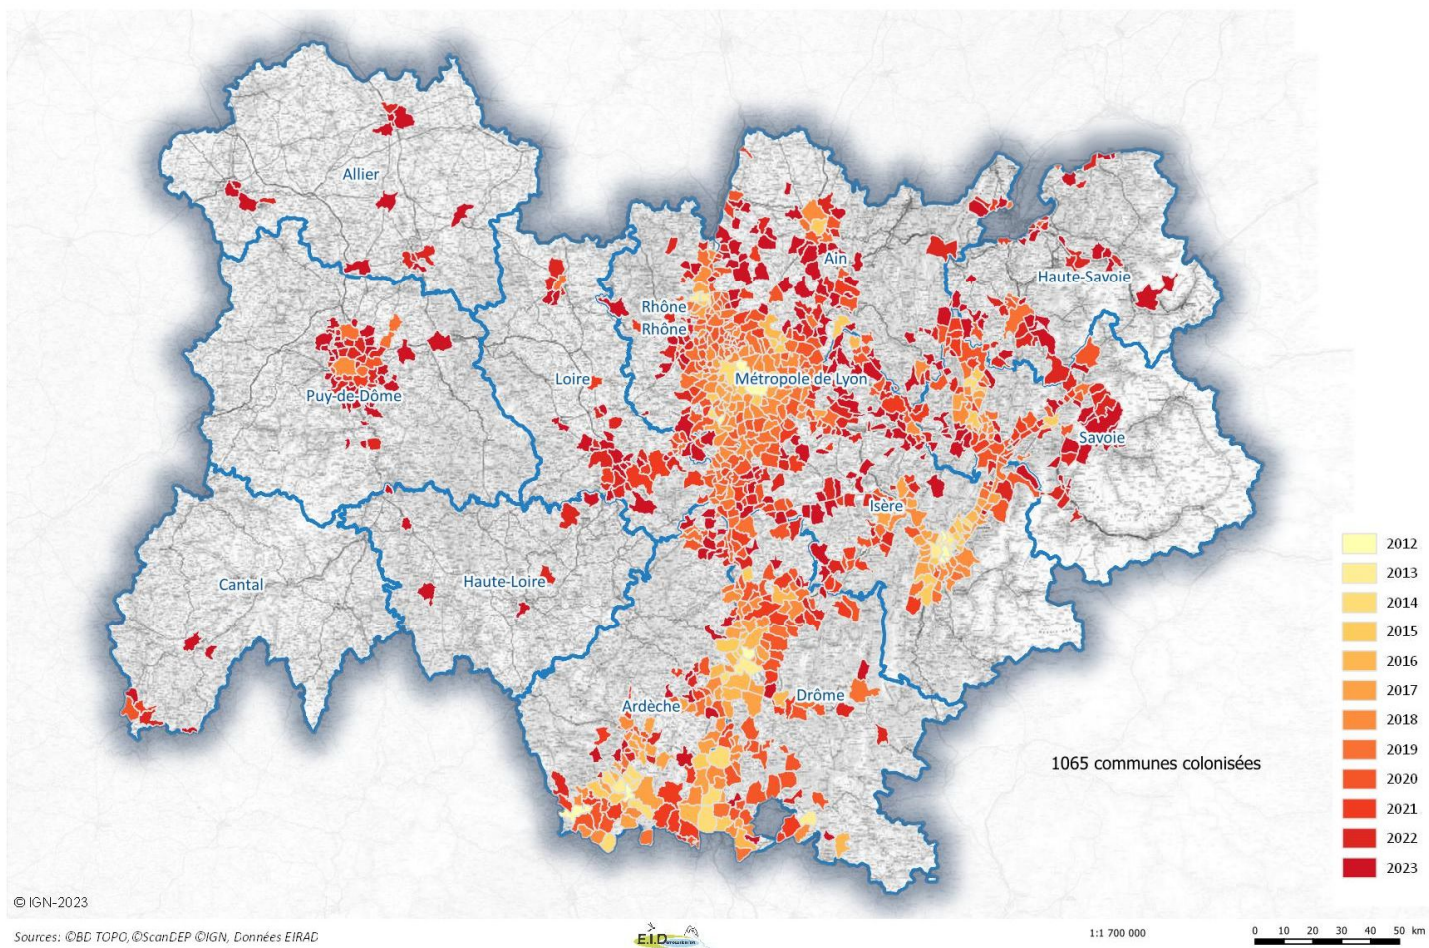 Allier
Ain
Haute-Savoie
Rhône
Rhône
Loire
Métropole de Lyon
Puy-de-Dôme
Savoie
Isère
Cantal
Haute-Loire
Ardèche
Drôme
1065 communes colonisées
2012
2013
2014
2015
2016
2017
2018
2019
2020
2021
2022
2023
© IGN-2023
Sources: ©BD TOPO, ©ScanDEP ©IGN, Données EIRAD
E.I.D
1:1 700 000
0 10 20 30 40 50 km